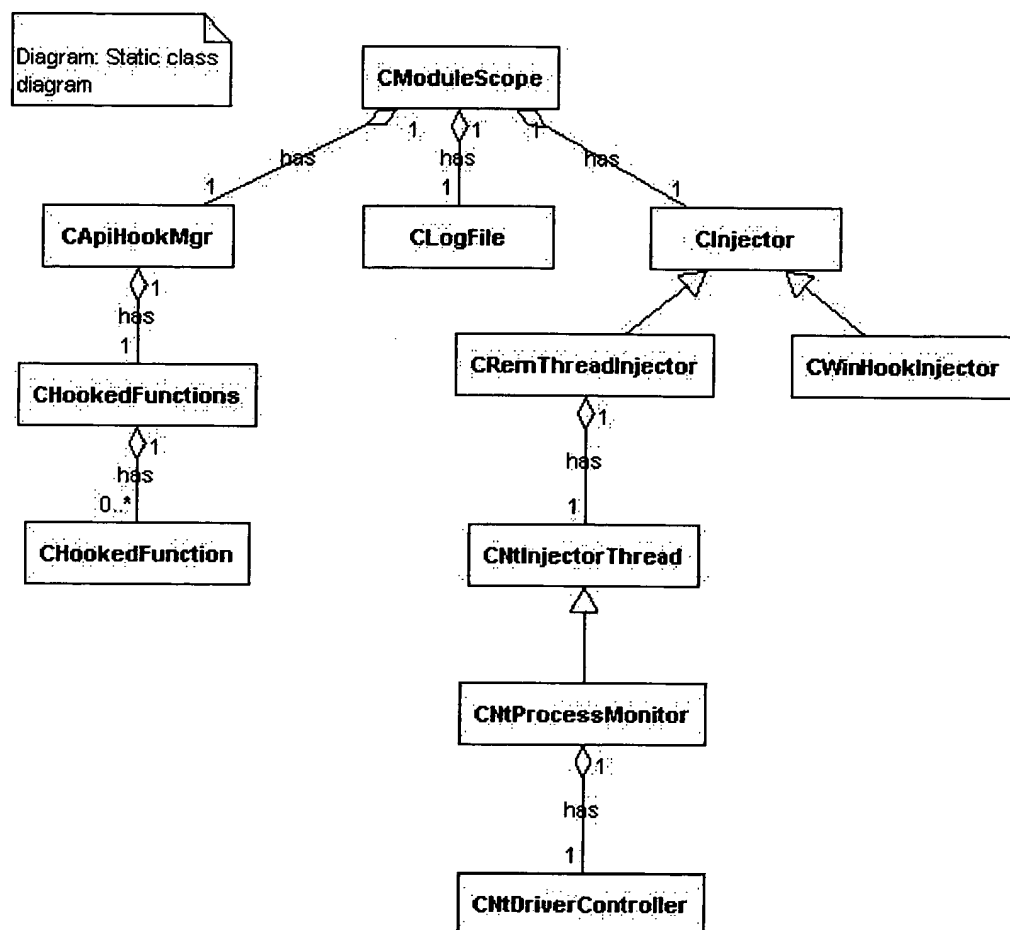 Diagram: Static class
diagram
CModuleScope
1
1
1
has
has
has
1
1
1
CApiHookMgr
CLogFile
CInjector
1
has
1
CRemThreadInjector
CWinHookInjector
CHookedFunctions
1
1
has
has
0..*
1
CHookedFunction
CNtInjectorThread
CNtProcessMonitor
1
has
1
CNtDriverController